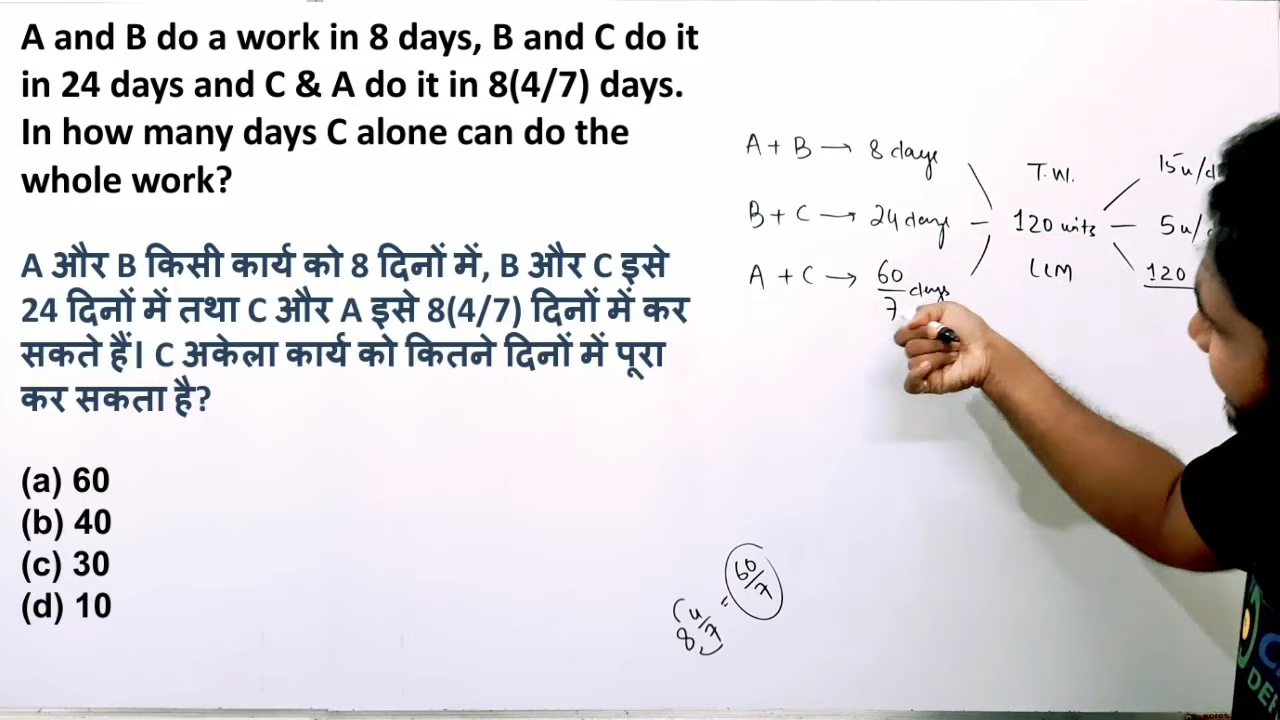 A and B do a work in 8 days, B and C do it
in 24 days and C & A do it in 8(4/7) days.
In how many days C alone can do the
whole work?
A और B किसी कार्य को 8 दिनों में, B और C इसे
24 दिनों में तथा C और A इसे 8(4/7) दिनों में कर
सकते हैं। C अकेला कार्य को कितने दिनों में पूरा
कर सकता है?
(a) 60
(b) 40
(c) 30
(d) 10
A + B → 8 days
B + C → 24 days
A + C → 60/7 days
T.W.
120 units
LCM
15u/d
5u/
120
8 4/7 = 60/7